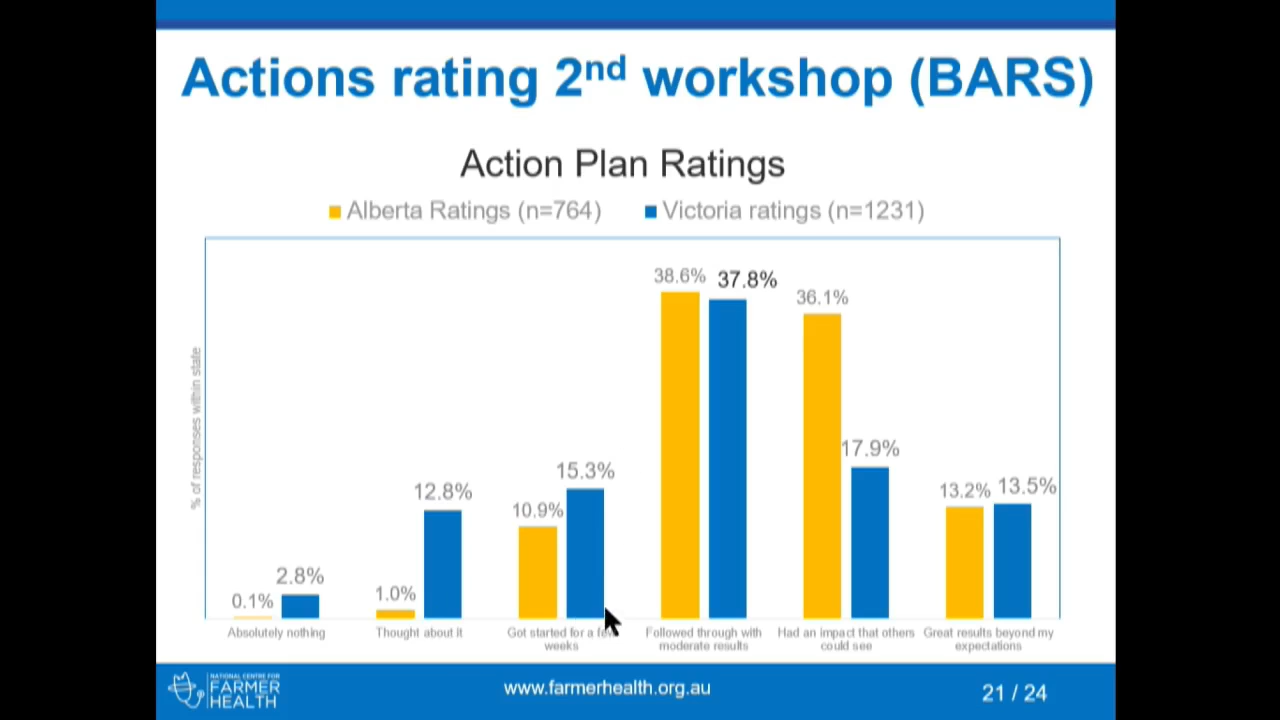 Actions rating 2nd workshop (BARS)
Action Plan Ratings
Alberta Ratings (n=764) Victoria ratings (n=1231)
% of responses within state
38.6% 37.8%
36.1%
17.9%
15.3%
12.8%
10.9%
13.2% 13.5%
2.8%
0.1%
1.0%
Absolutely nothing Thought about it Got started for a few Followed through with Had an impact that others Great results beyond my
weeks moderate results could see expectations
NATIONAL CENTRE FOR
FARMER
HEALTH
www.farmerhealth.org.au
21 / 24